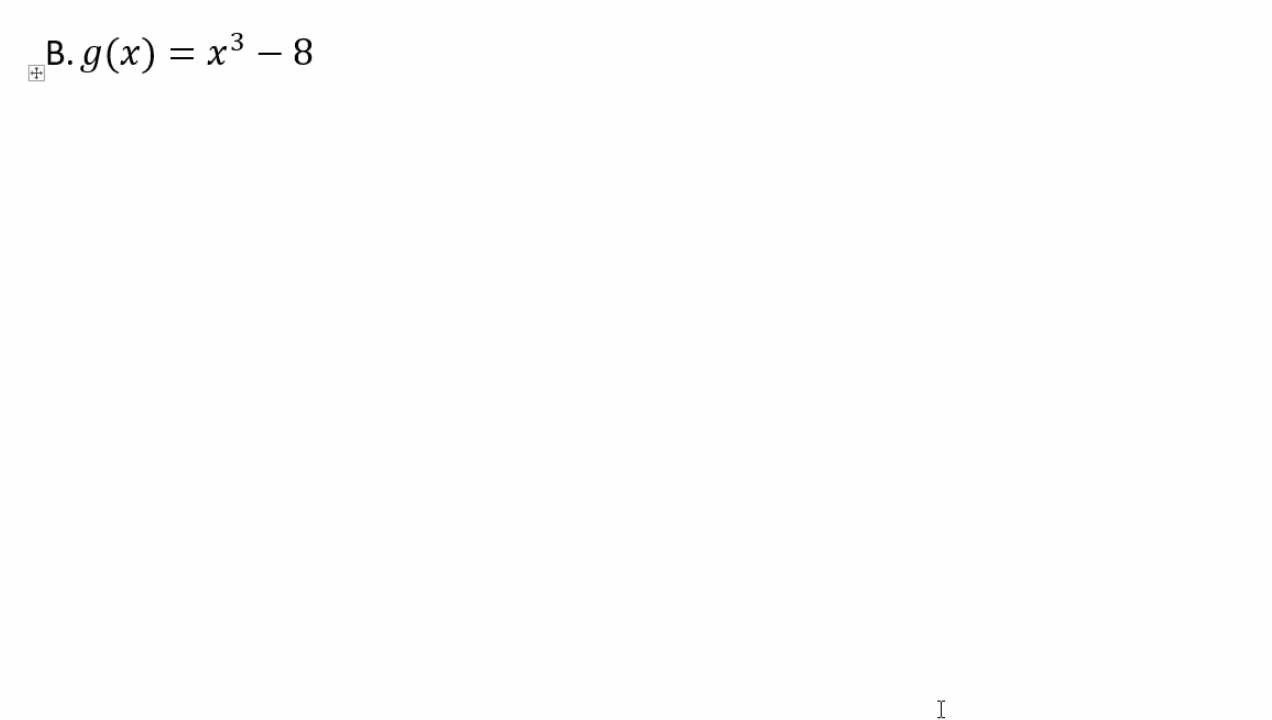 B. g(x) = x³ − 8